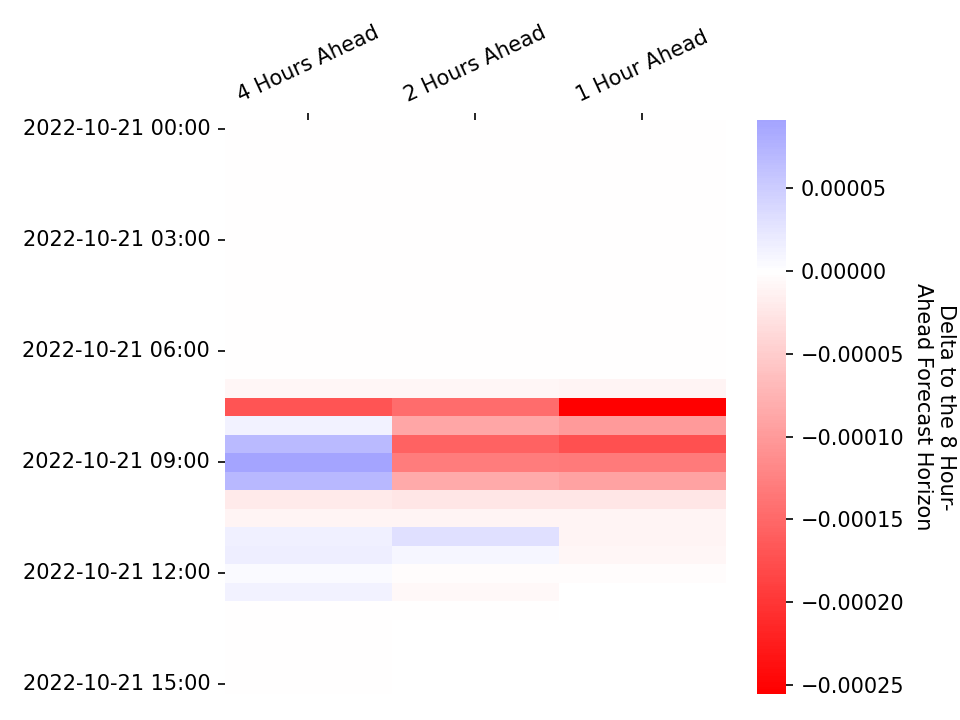 4 Hours Ahead
2 Hours Ahead
1 Hour Ahead
2022-10-21 00:00
2022-10-21 03:00
2022-10-21 06:00
2022-10-21 09:00
2022-10-21 12:00
2022-10-21 15:00
0.00005
0.00000
−0.00005
−0.00010
−0.00015
−0.00020
−0.00025
Delta to the 8 Hour-
Ahead Forecast Horizon